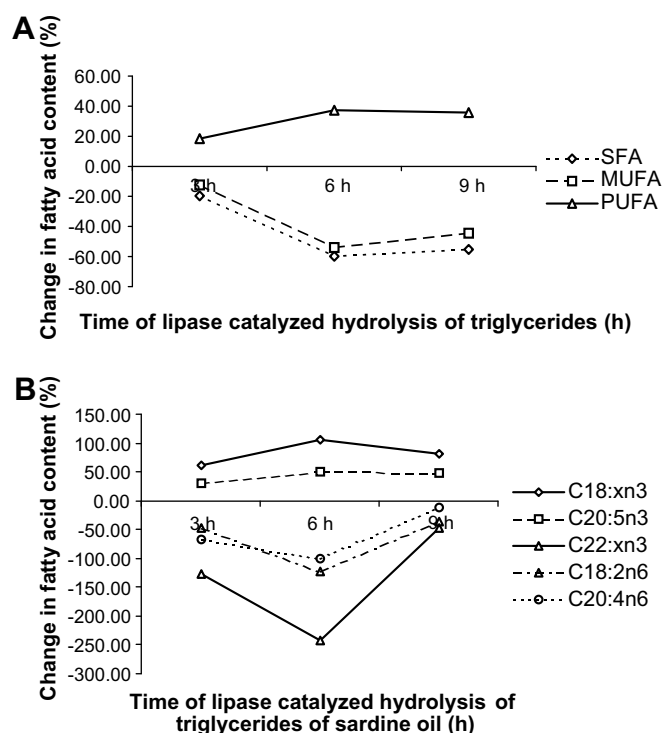 A
Change in fatty acid content (%)
60.00
40.00
20.00
0.00
-20.00
-40.00
-60.00
-80.00
3 h
6 h
9 h
SFA
MUFA
PUFA
Time of lipase catalyzed hydrolysis of triglycerides (h)
B
Change in fatty acid content (%)
150.00
100.00
50.00
0.00
-50.00
-100.00
-150.00
-200.00
-250.00
-300.00
3 h
6 h
9 h
C18:xn3
C20:5n3
C22:xn3
C18:2n6
C20:4n6
Time of lipase catalyzed hydrolysis of
triglycerides of sardine oil (h)